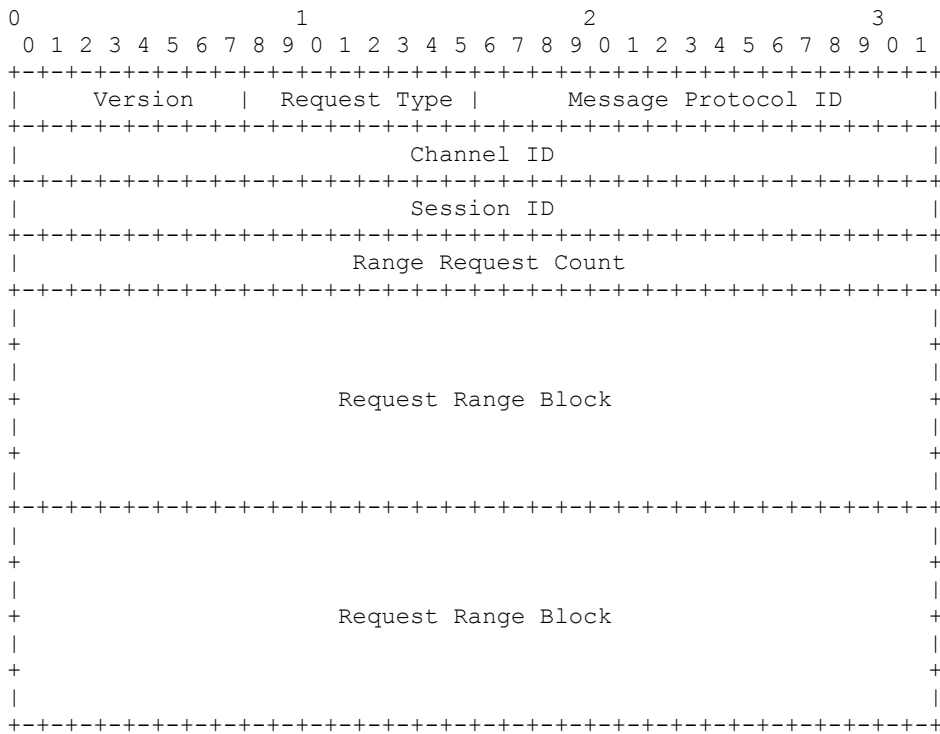 0                   1                   2                   3
 0 1 2 3 4 5 6 7 8 9 0 1 2 3 4 5 6 7 8 9 0 1 2 3 4 5 6 7 8 9 0 1
+-+-+-+-+-+-+-+-+-+-+-+-+-+-+-+-+-+-+-+-+-+-+-+-+-+-+-+-+-+-+-+-+
|     Version   |  Request Type |      Message Protocol ID      |
+-+-+-+-+-+-+-+-+-+-+-+-+-+-+-+-+-+-+-+-+-+-+-+-+-+-+-+-+-+-+-+-+
|                           Channel ID                          |
+-+-+-+-+-+-+-+-+-+-+-+-+-+-+-+-+-+-+-+-+-+-+-+-+-+-+-+-+-+-+-+-+
|                           Session ID                          |
+-+-+-+-+-+-+-+-+-+-+-+-+-+-+-+-+-+-+-+-+-+-+-+-+-+-+-+-+-+-+-+-+
|                       Range Request Count                     |
+-+-+-+-+-+-+-+-+-+-+-+-+-+-+-+-+-+-+-+-+-+-+-+-+-+-+-+-+-+-+-+-+
|                                                               |
+                                                               +
|                                                               |
+                      Request Range Block                      +
|                                                               |
+                                                               +
|                                                               |
+-+-+-+-+-+-+-+-+-+-+-+-+-+-+-+-+-+-+-+-+-+-+-+-+-+-+-+-+-+-+-+-+
|                                                               |
+                                                               +
|                                                               |
+                      Request Range Block                      +
|                                                               |
+                                                               +
|                                                               |
+-+-+-+-+-+-+-+-+-+-+-+-+-+-+-+-+-+-+-+-+-+-+-+-+-+-+-+-+-+-+-+-+